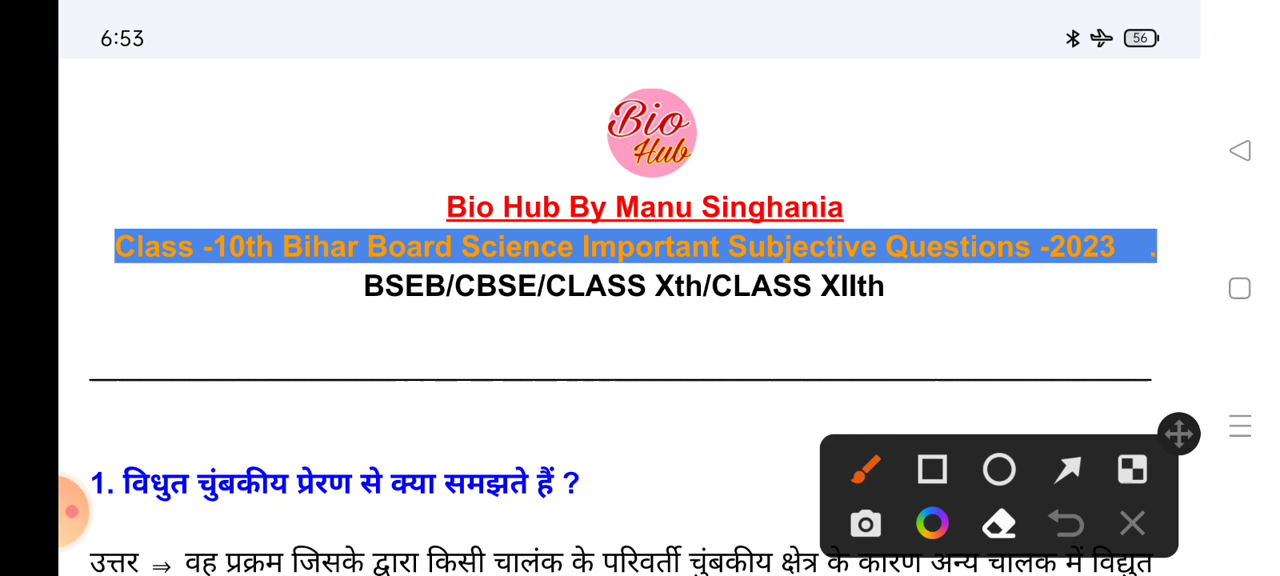 6:53
56
Bio
Hub
Bio Hub By Manu Singhania
Class -10th Bihar Board Science Important Subjective Questions -2023 .
BSEB/CBSE/CLASS Xth/CLASS XIIth
1. विधुत चुंबकीय प्रेरण से क्या समझते हैं ?
उत्तर ⇒ वह प्रक्रम जिसके द्वारा किसी चालंक के परिवर्ती चुंबकीय क्षेत्र के कारण अन्य चालक में विद्युत